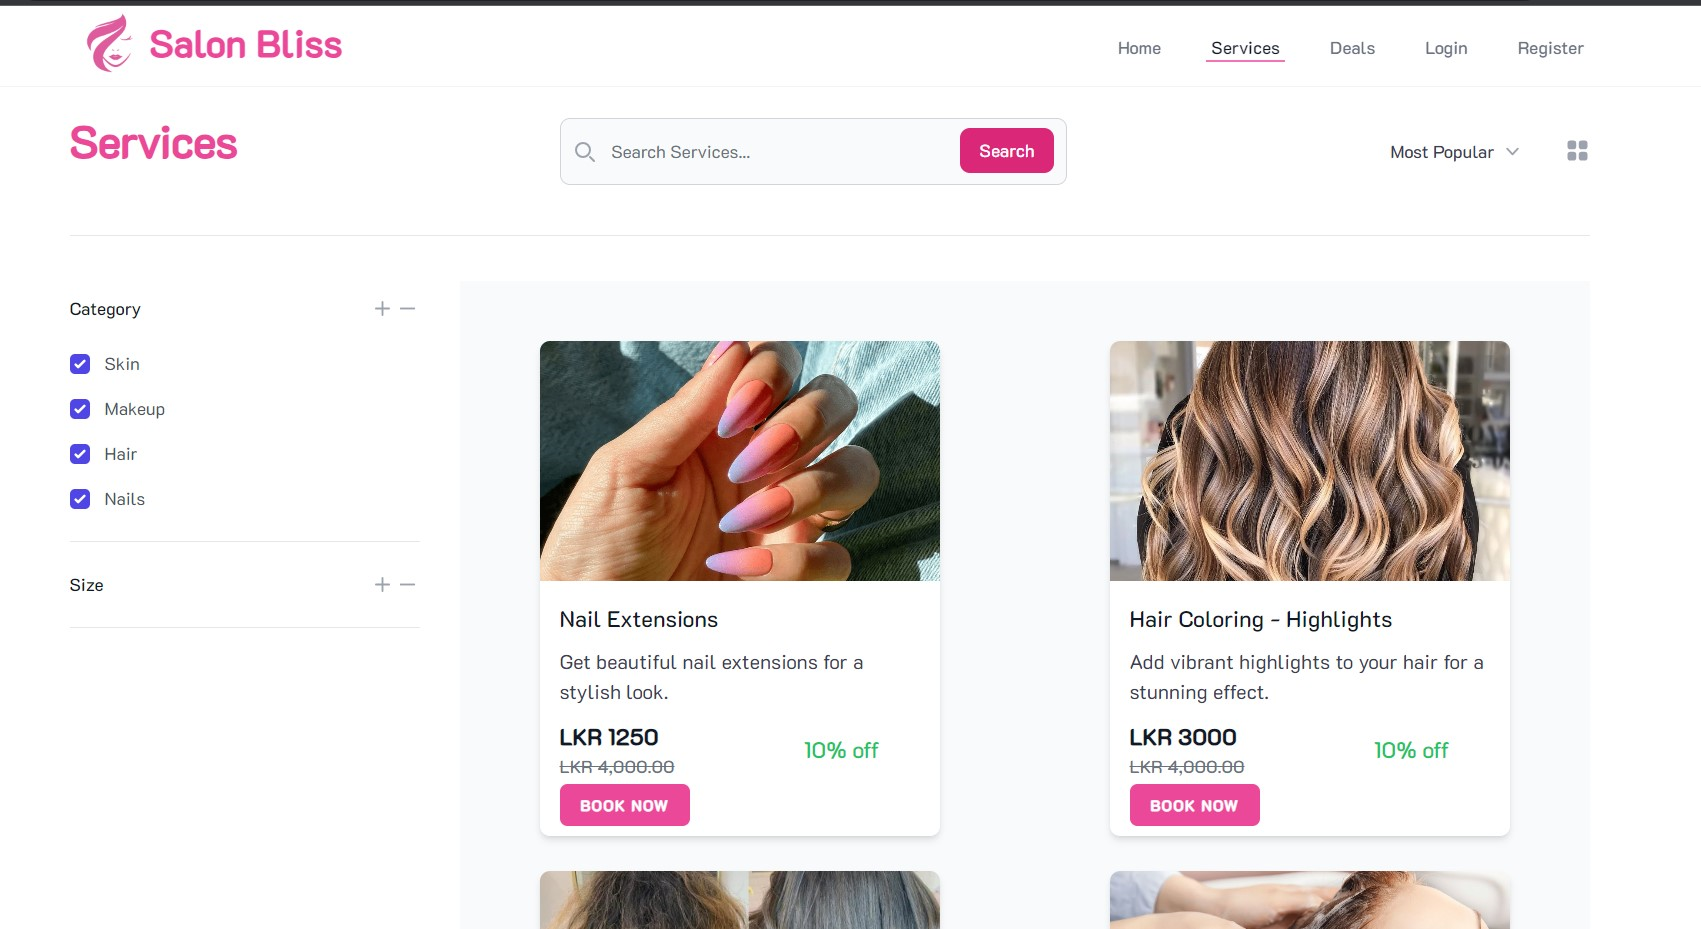 Salon Bliss
Home Services Deals Login Register
Services
Search Services...
Search
Most Popular
Category
Skin
Makeup
Hair
Nails
Size
Nail Extensions
Get beautiful nail extensions for a
stylish look.
LKR 1250
LKR 4,000.00
10% off
BOOK NOW
Hair Coloring - Highlights
Add vibrant highlights to your hair for a
stunning effect.
LKR 3000
LKR 4,000.00
10% off
BOOK NOW